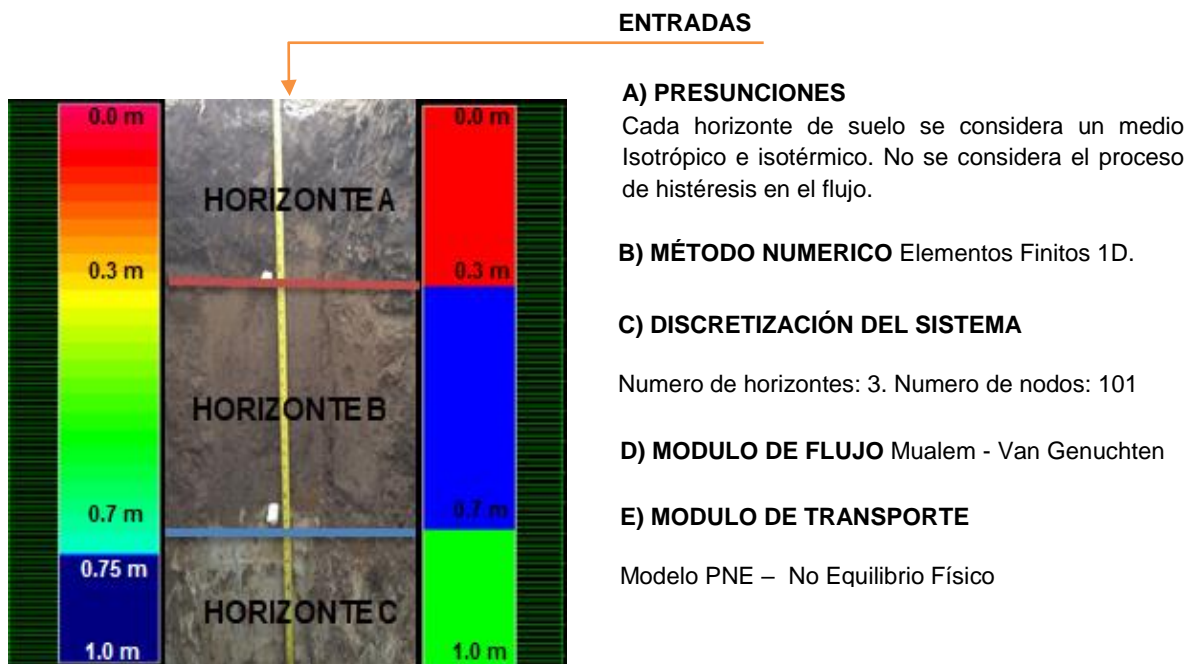 ENTRADAS
A) PRESUNCIONES
Cada horizonte de suelo se considera un medio
Isotrópico e isotérmico. No se considera el proceso
de histéresis en el flujo.
B) MÉTODO NUMERICO Elementos Finitos 1D.
C) DISCRETIZACIÓN DEL SISTEMA
Numero de horizontes: 3. Numero de nodos: 101
D) MODULO DE FLUJO Mualem - Van Genuchten
E) MODULO DE TRANSPORTE
Modelo PNE – No Equilibrio Físico
0.0 m
0.3 m
0.7 m
0.75 m
1.0 m
HORIZONTE A
HORIZONTE B
HORIZONTE C
0.0 m
0.3 m
0.7 m
1.0 m